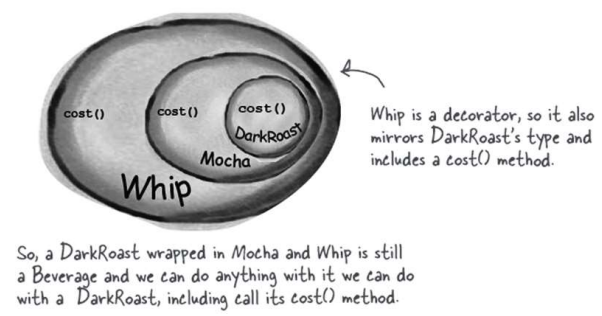 cost()
cost()
cost()
DarkRoast
Mocha
Whip
Whip is a decorator, so it also
mirrors DarkRoast's type and
includes a cost() method.
So, a DarkRoast wrapped in Mocha and Whip is still
a Beverage and we can do anything with it we can do
with a DarkRoast, including call its cost() method.